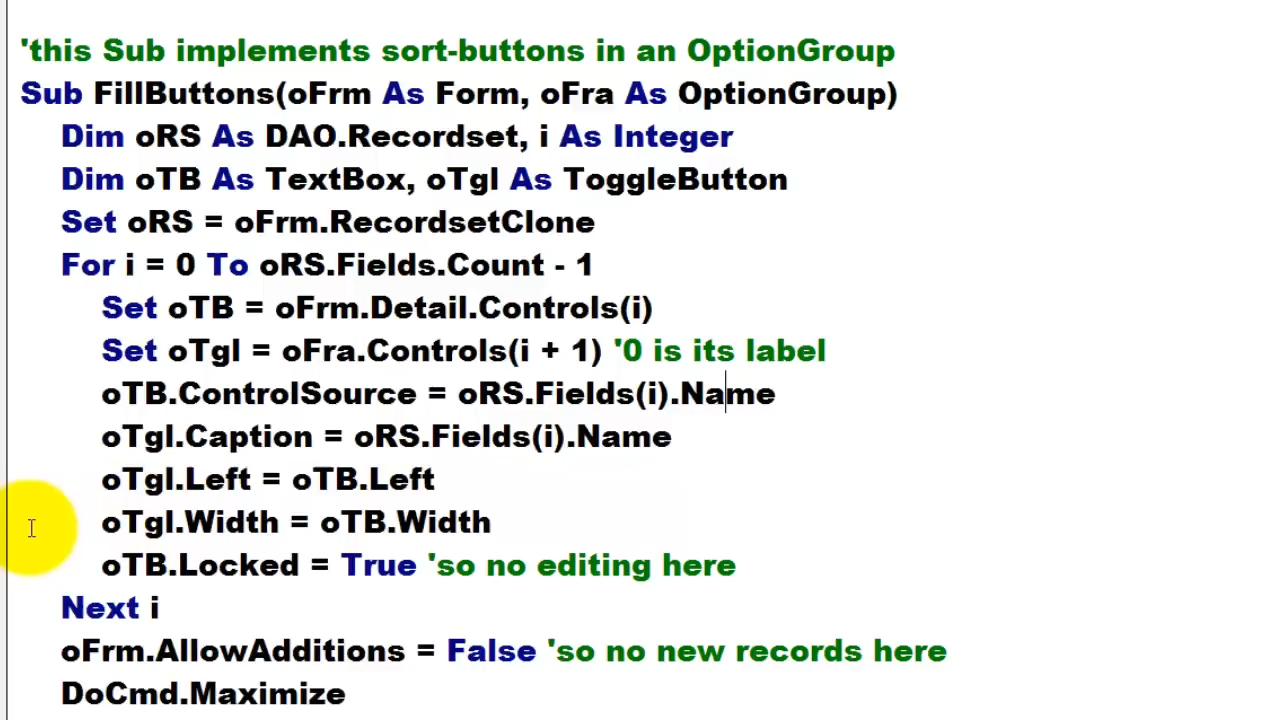 'this Sub implements sort-buttons in an OptionGroup
Sub FillButtons(oFrm As Form, oFra As OptionGroup)
Dim oRS As DAO.Recordset, i As Integer
Dim oTB As TextBox, oTgl As ToggleButton
Set oRS = oFrm.RecordsetClone
For i = 0 To oRS.Fields.Count - 1
Set oTB = oFrm.Detail.Controls(i)
Set oTgl = oFra.Controls(i + 1) '0 is its label
oTB.ControlSource = oRS.Fields(i).Name
oTgl.Caption = oRS.Fields(i).Name
oTgl.Left = oTB.Left
oTgl.Width = oTB.Width
oTB.Locked = True 'so no editing here
Next i
oFrm.AllowAdditions = False 'so no new records here
DoCmd.Maximize